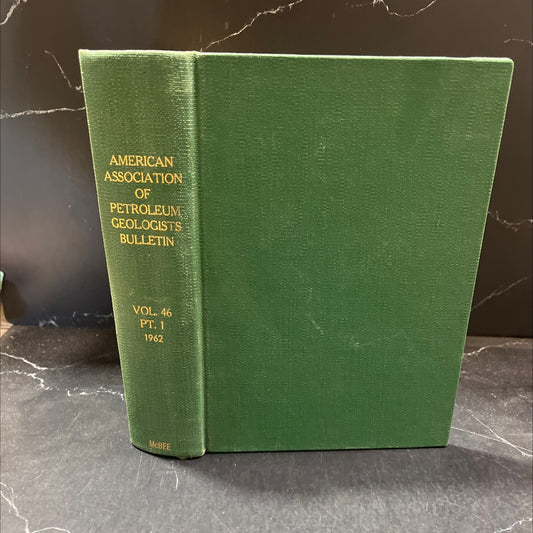 AMERICAN
ASSOCIATION
OF
PETROLEUM
GEOLOGISTS
BULLETIN
VOL. 46
PT. 1
1962
McBEE